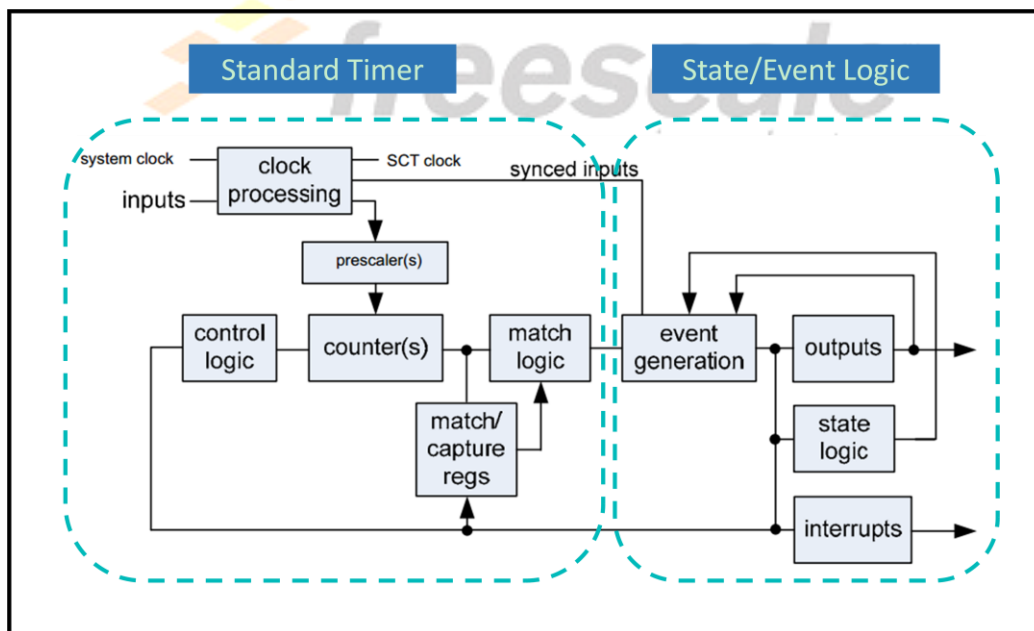 freescale
Standard Timer
State/Event Logic
system clock
inputs
clock
processing
SCT clock
synced inputs
prescaler(s)
control
logic
counter(s)
match
logic
event
generation
outputs
match/
capture
regs
state
logic
interrupts